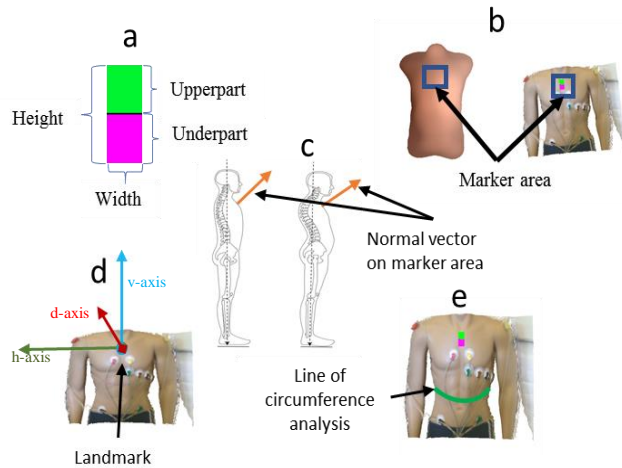 a
Height
Upperpart
Underpart
Width
b
Marker area
c
Normal vector
on marker area
d
v-axis
d-axis
h-axis
Landmark
e
Line of
circumference
analysis